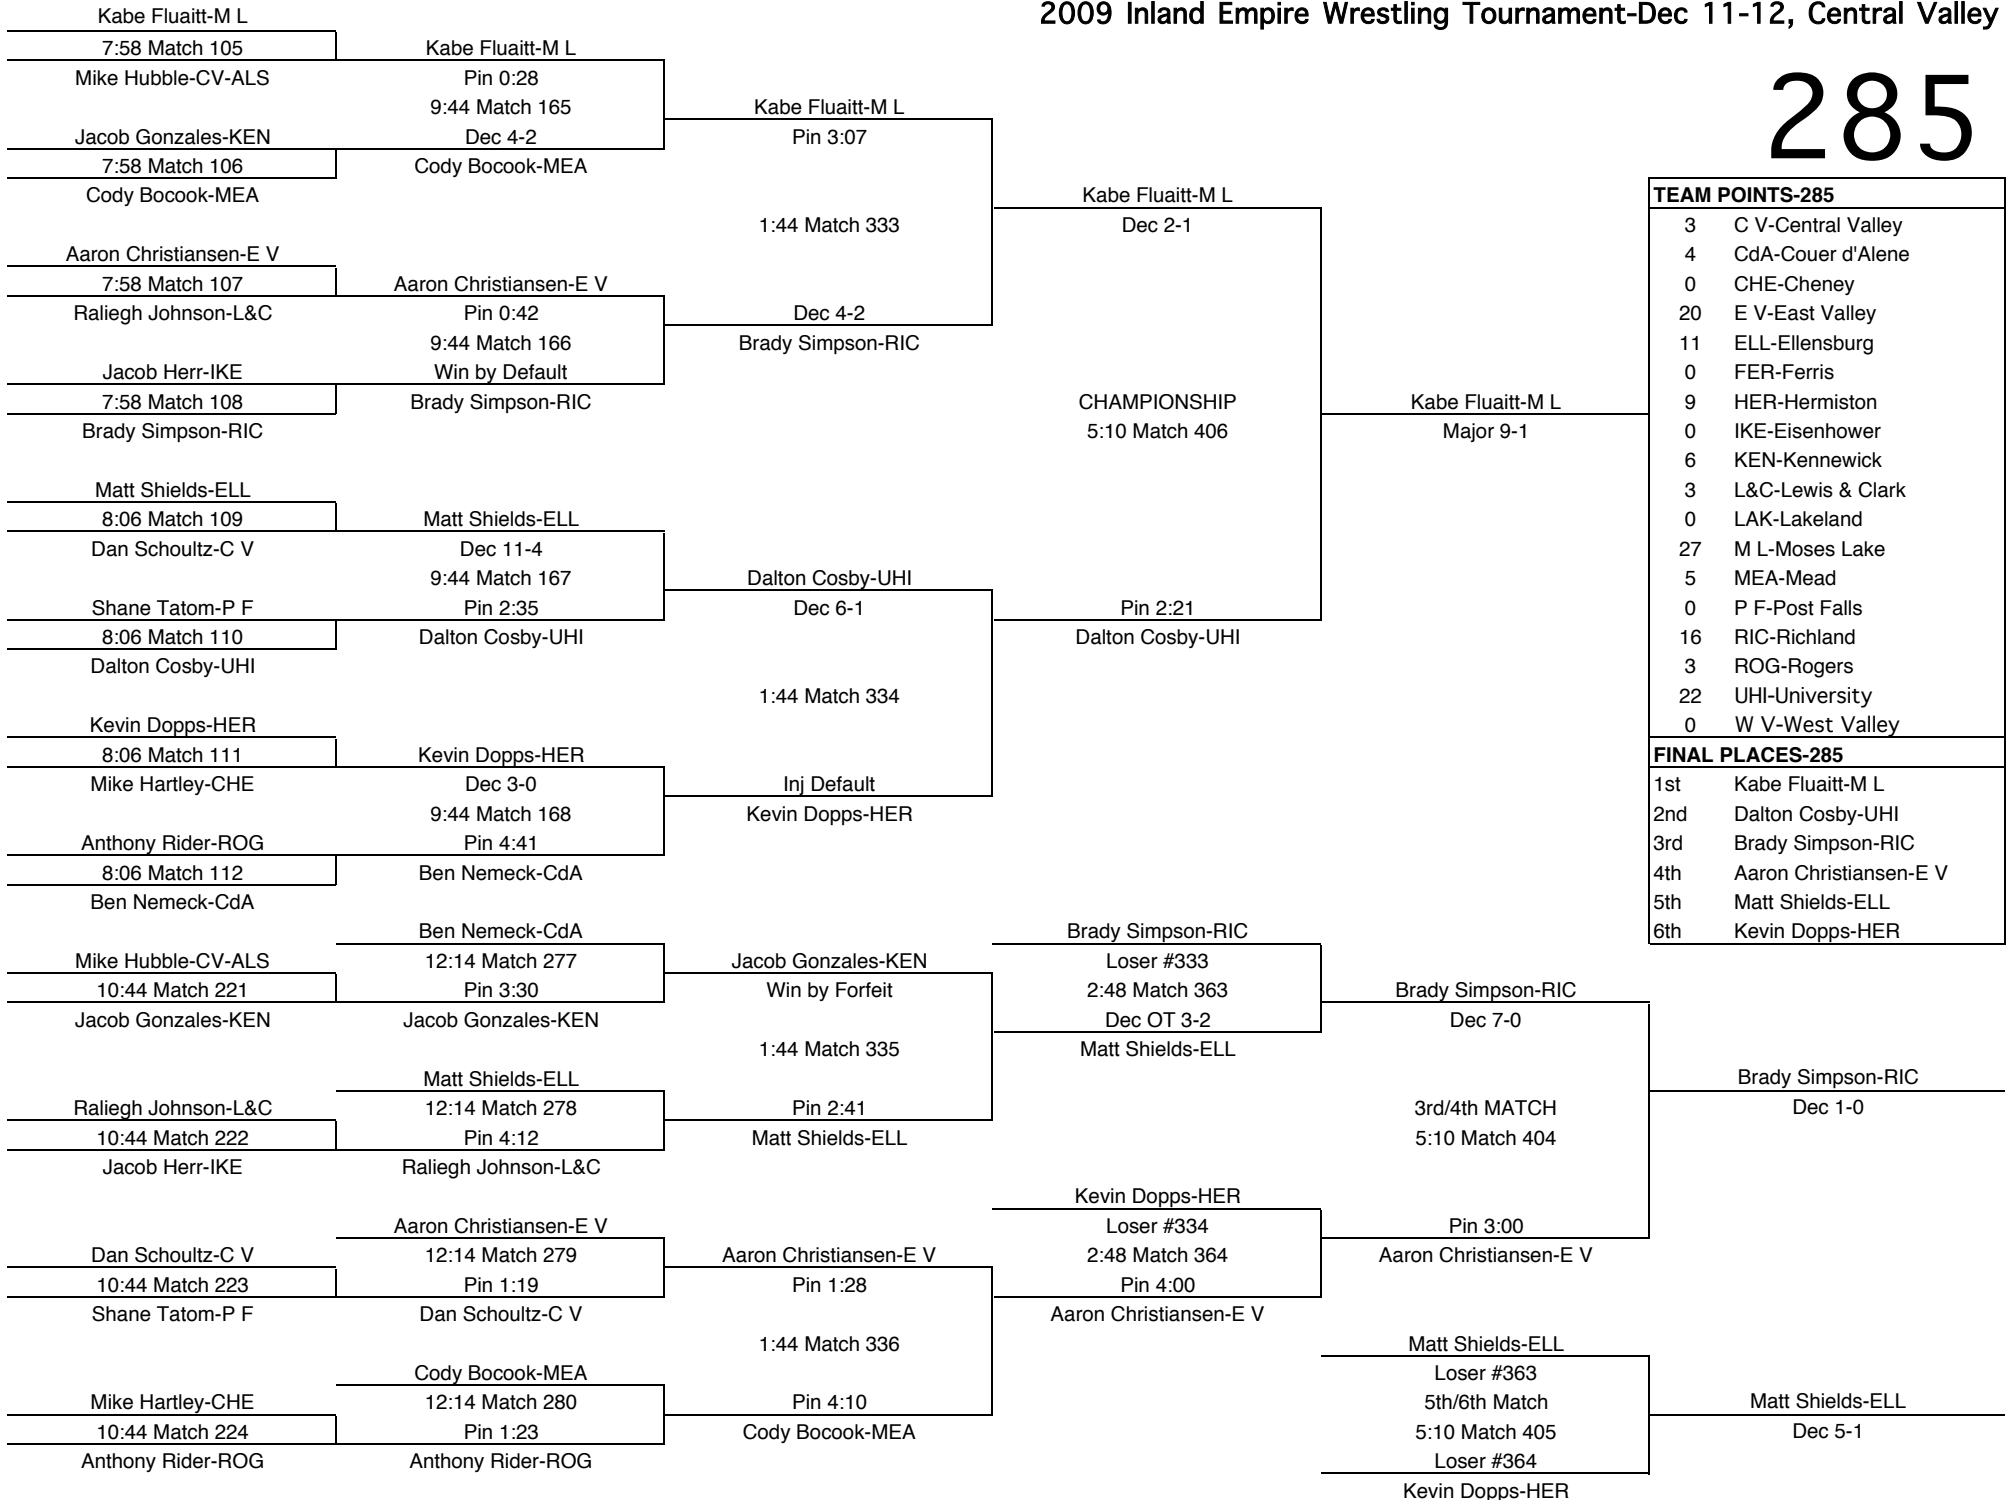 2009 Inland Empire Wrestling Tournament-Dec 11-12, Central Valley
285
Kabe Fluaitt-M L
7:58 Match 105
Mike Hubble-CV-ALS
Jacob Gonzales-KEN
7:58 Match 106
Cody Bocook-MEA
Aaron Christiansen-E V
7:58 Match 107
Raliegh Johnson-L&C
Jacob Herr-IKE
7:58 Match 108
Brady Simpson-RIC
Matt Shields-ELL
8:06 Match 109
Dan Schoultz-C V
Shane Tatom-P F
8:06 Match 110
Dalton Cosby-UHI
Kevin Dopps-HER
8:06 Match 111
Mike Hartley-CHE
Anthony Rider-ROG
8:06 Match 112
Ben Nemeck-CdA
Mike Hubble-CV-ALS
10:44 Match 221
Jacob Gonzales-KEN
Raliegh Johnson-L&C
10:44 Match 222
Jacob Herr-IKE
Dan Schoultz-C V
10:44 Match 223
Shane Tatom-P F
Mike Hartley-CHE
10:44 Match 224
Anthony Rider-ROG
Kabe Fluaitt-M L
Pin 0:28
9:44 Match 165
Dec 4-2
Cody Bocook-MEA
Aaron Christiansen-E V
Pin 0:42
9:44 Match 166
Win by Default
Brady Simpson-RIC
Matt Shields-ELL
Dec 11-4
9:44 Match 167
Pin 2:35
Dalton Cosby-UHI
Kevin Dopps-HER
Dec 3-0
9:44 Match 168
Pin 4:41
Ben Nemeck-CdA
Ben Nemeck-CdA
12:14 Match 277
Pin 3:30
Jacob Gonzales-KEN
Matt Shields-ELL
12:14 Match 278
Pin 4:12
Raliegh Johnson-L&C
Aaron Christiansen-E V
12:14 Match 279
Pin 1:19
Dan Schoultz-C V
Cody Bocook-MEA
12:14 Match 280
Pin 1:23
Anthony Rider-ROG
Kabe Fluaitt-M L
Pin 3:07
1:44 Match 333
Dec 4-2
Brady Simpson-RIC
Dalton Cosby-UHI
Dec 6-1
1:44 Match 334
Inj Default
Kevin Dopps-HER
Jacob Gonzales-KEN
Win by Forfeit
1:44 Match 335
Pin 2:41
Matt Shields-ELL
Aaron Christiansen-E V
Pin 1:28
1:44 Match 336
Pin 4:10
Cody Bocook-MEA
Kabe Fluaitt-M L
Dec 2-1
CHAMPIONSHIP
5:10 Match 406
Pin 2:21
Dalton Cosby-UHI
Brady Simpson-RIC
Loser #333
2:48 Match 363
Dec OT 3-2
Matt Shields-ELL
Kevin Dopps-HER
Loser #334
2:48 Match 364
Pin 4:00
Aaron Christiansen-E V
Kabe Fluaitt-M L
Major 9-1
Brady Simpson-RIC
Dec 7-0
3rd/4th MATCH
5:10 Match 404
Pin 3:00
Aaron Christiansen-E V
Matt Shields-ELL
Loser #363
5th/6th Match
5:10 Match 405
Loser #364
Kevin Dopps-HER
TEAM POINTS-285
3 C V-Central Valley
4 CdA-Couer d'Alene
0 CHE-Cheney
20 E V-East Valley
11 ELL-Ellensburg
0 FER-Ferris
9 HER-Hermiston
0 IKE-Eisenhower
6 KEN-Kennewick
3 L&C-Lewis & Clark
0 LAK-Lakeland
27 M L-Moses Lake
5 MEA-Mead
0 P F-Post Falls
16 RIC-Richland
3 ROG-Rogers
22 UHI-University
0 W V-West Valley
FINAL PLACES-285
1st Kabe Fluaitt-M L
2nd Dalton Cosby-UHI
3rd Brady Simpson-RIC
4th Aaron Christiansen-E V
5th Matt Shields-ELL
6th Kevin Dopps-HER
Brady Simpson-RIC
Dec 1-0
Matt Shields-ELL
Dec 5-1